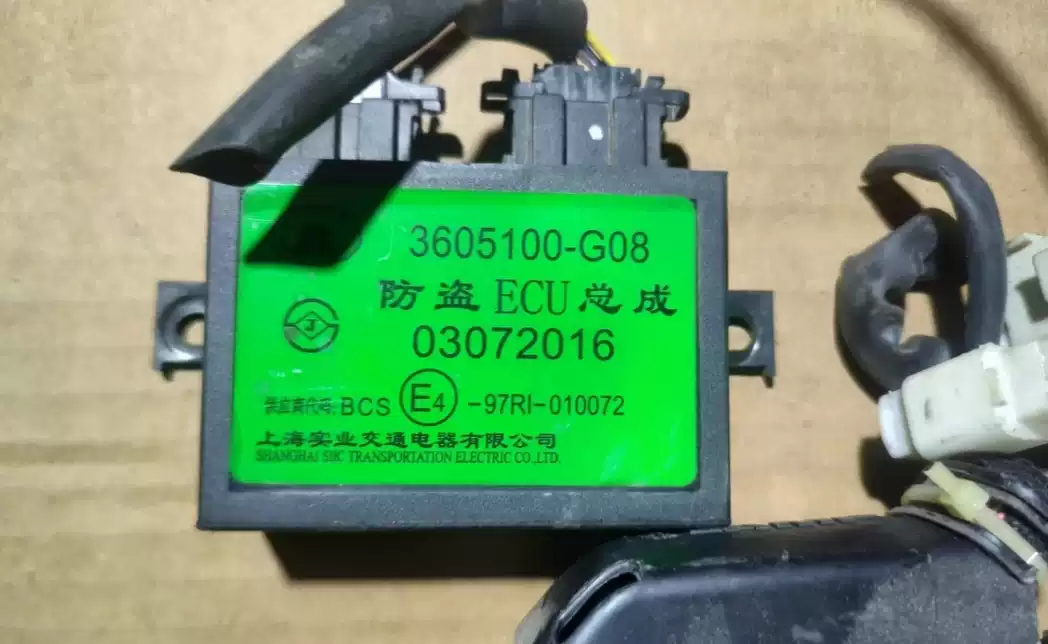 3605100-G08
防盗ECU总成
03072016
供应商代码:BCS E4 -97RI-010072
上海实业交通电器有限公司
SHANGHAI SIIC TRANSPORTATION ELECTRIC CO.,LTD.